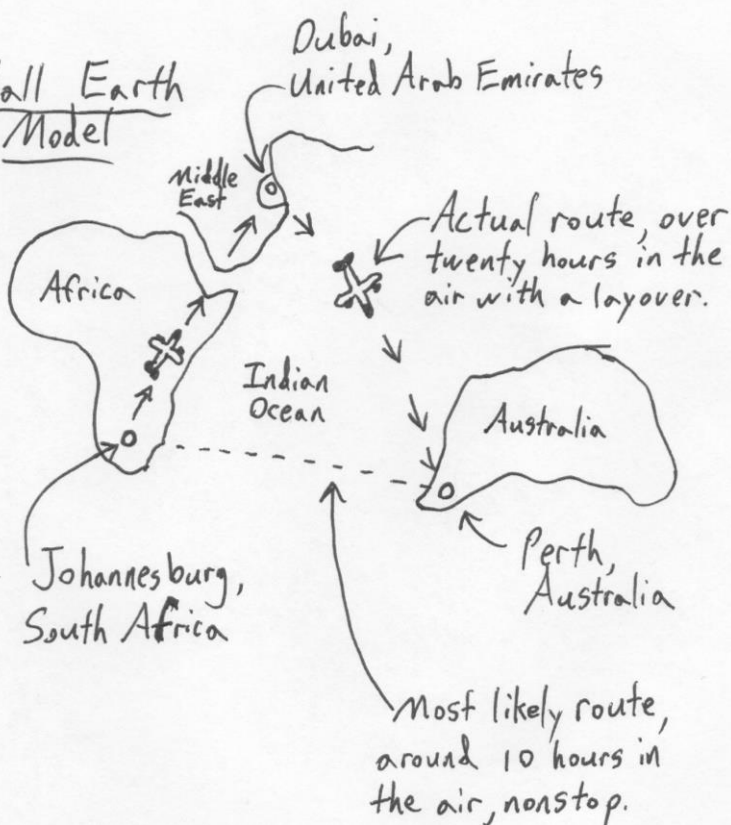 all Earth
Model
Dubai,
United Arab Emirates
Middle
East
Actual route, over
twenty hours in the
air with a layover.
Africa
Indian
Ocean
Australia
Johannesburg,
South Africa
Perth,
Australia
Most likely route,
around 10 hours in
the air, nonstop.